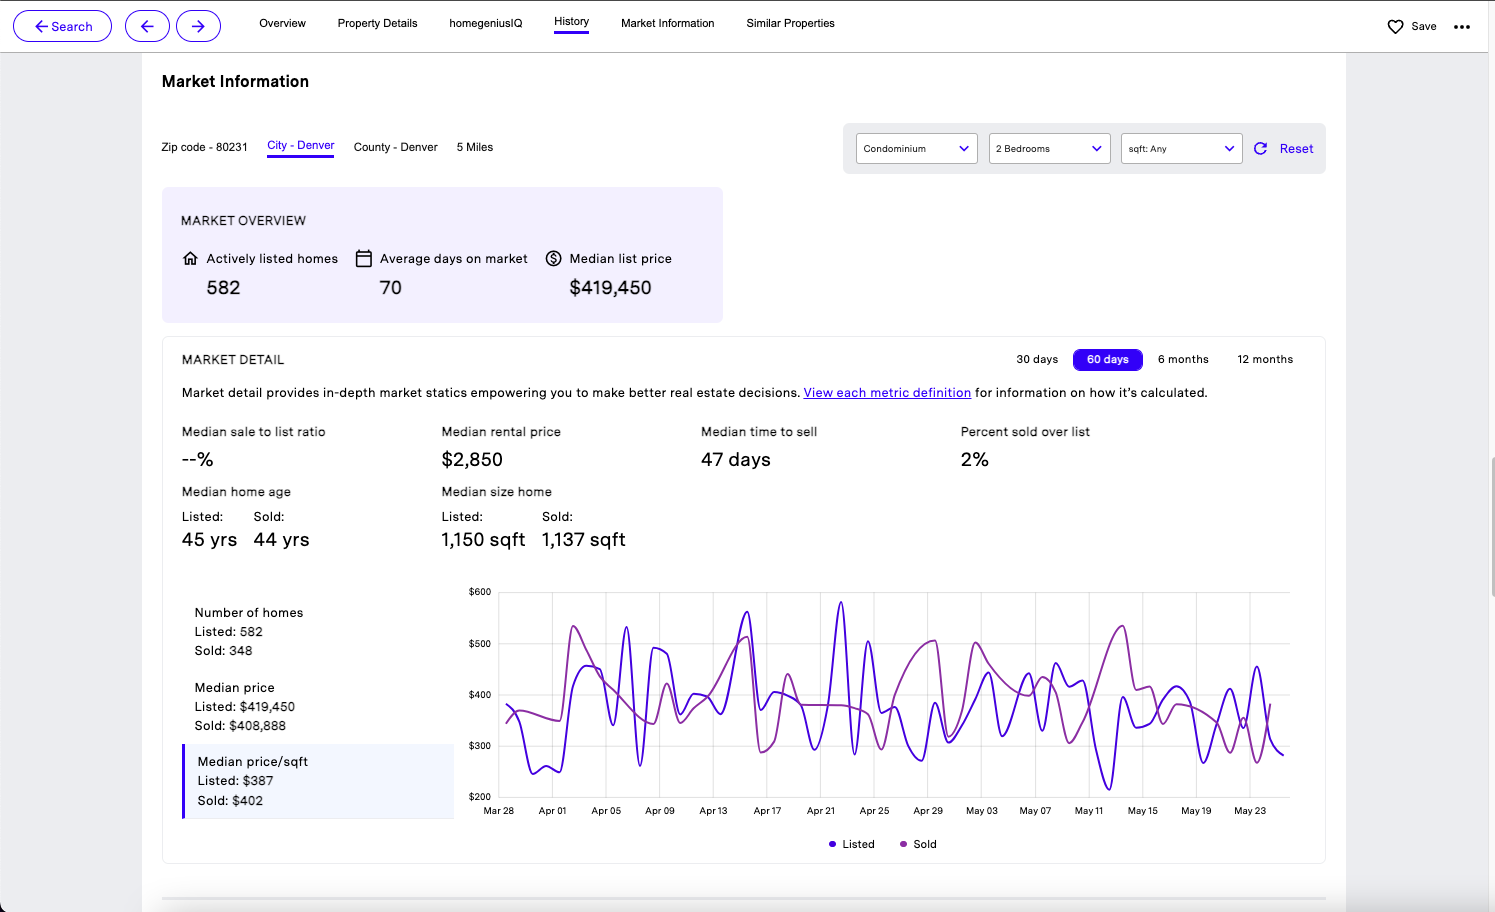 Search Overview Property Details homegeniusIQ History Market Information Similar Properties Save
Market Information
Zip code - 80231 City - Denver County - Denver 5 Miles Condominium 2 Bedrooms sqft: Any Reset
MARKET OVERVIEW
Actively listed homes Average days on market Median list price
582 70 $419,450
MARKET DETAIL 30 days 60 days 6 months 12 months
Market detail provides in-depth market statics empowering you to make better real estate decisions. View each metric definition for information on how it's calculated.
Median sale to list ratio Median rental price Median time to sell Percent sold over list
--% $2,850 47 days 2%
Median home age Median size home
Listed: Sold: Listed: Sold:
45 yrs 44 yrs 1,150 sqft 1,137 sqft
Number of homes
Listed: 582
Sold: 348
Median price
Listed: $419,450
Sold: $408,888
Median price/sqft
Listed: $387
Sold: $402
$600
$500
$400
$300
$200
Mar 28 Apr 01 Apr 05 Apr 09 Apr 13 Apr 17 Apr 21 Apr 25 Apr 29 May 03 May 07 May 11 May 15 May 19 May 23
Listed Sold